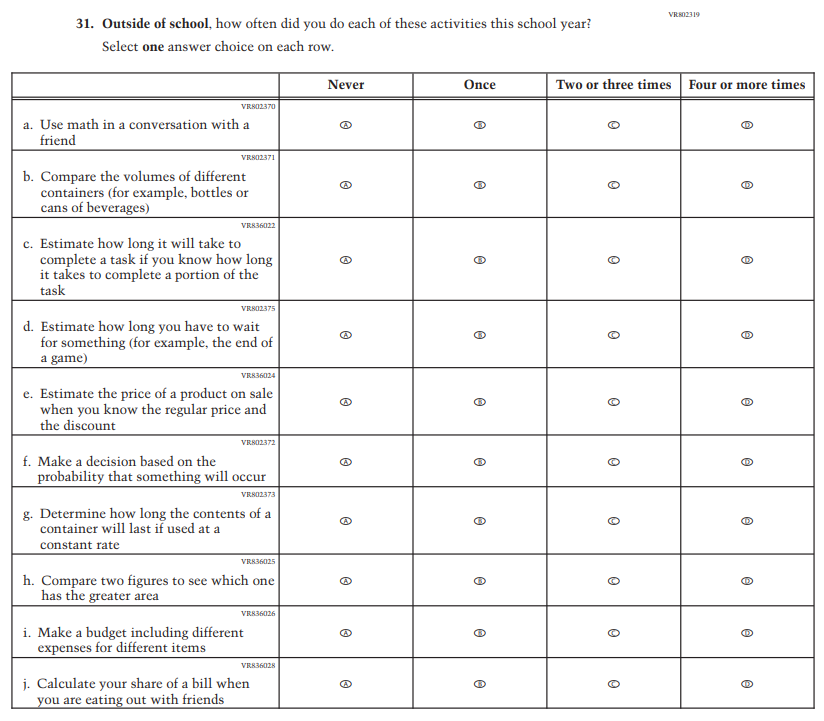 31. Outside of school, how often did you do each of these activities this school year?
VR802319
Select one answer choice on each row.
Never Once Two or three times Four or more times
VR802370
a. Use math in a conversation with a
friend
A B C D
VR802371
b. Compare the volumes of different
containers (for example, bottles or
cans of beverages)
A B C D
VR836022
c. Estimate how long it will take to
complete a task if you know how long
it takes to complete a portion of the
task
A B C D
VR802375
d. Estimate how long you have to wait
for something (for example, the end of
a game)
A B C D
VR836024
e. Estimate the price of a product on sale
when you know the regular price and
the discount
A B C D
VR802372
f. Make a decision based on the
probability that something will occur
A B C D
VR802373
g. Determine how long the contents of a
container will last if used at a
constant rate
A B C D
VR836025
h. Compare two figures to see which one
has the greater area
A B C D
VR836026
i. Make a budget including different
expenses for different items
A B C D
VR836028
j. Calculate your share of a bill when
you are eating out with friends
A B C D